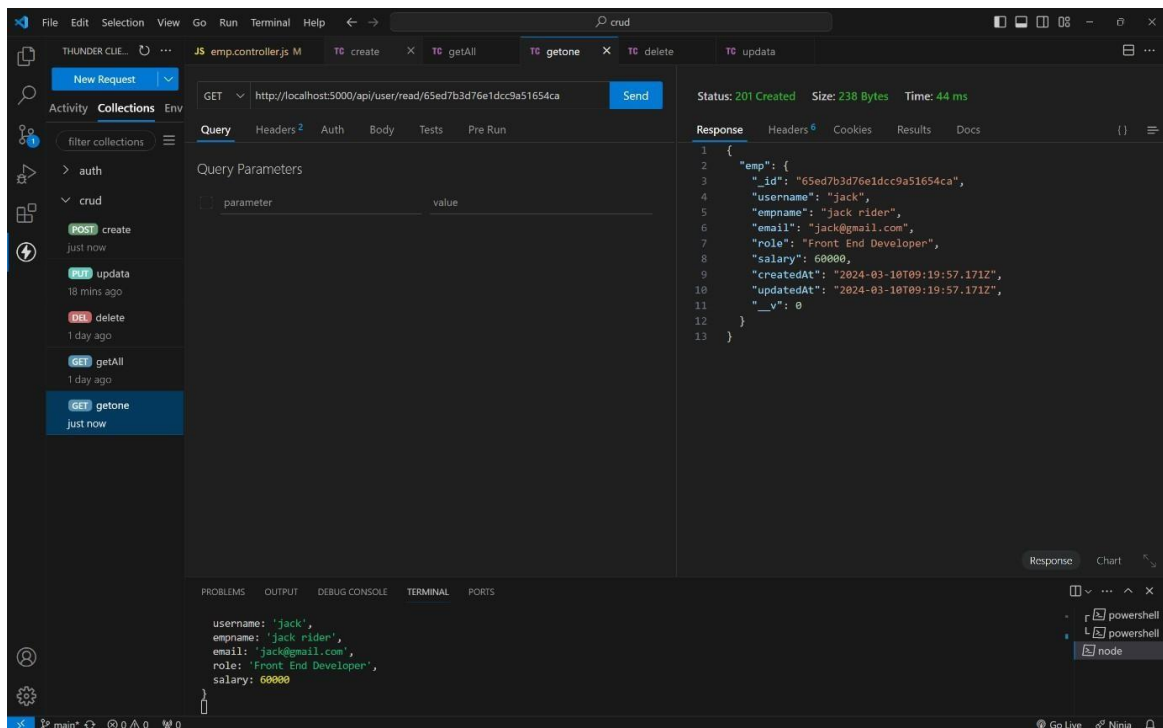 File Edit Selection View Go Run Terminal Help crud
THUNDER CLIE... JS emp.controller.js M TC create TC getAll TC getone TC delete TC updata
New Request
Activity Collections Env
filter collections
auth
crud
POST create
just now
PUT updata
18 mins ago
DEL delete
1 day ago
GET getAll
1 day ago
GET getone
just now
GET http://localhost:5000/api/user/read/65ed7b3d76e1dcc9a51654ca Send
Query Headers 2 Auth Body Tests Pre Run
Query Parameters
parameter value
Status: 201 Created Size: 238 Bytes Time: 44 ms
Response Headers 6 Cookies Results Docs {}
1 {
2 "emp": {
3 "_id": "65ed7b3d76e1dcc9a51654ca",
4 "username": "jack",
5 "empname": "jack rider",
6 "email": "jack@gmail.com",
7 "role": "Front End Developer",
8 "salary": 60000,
9 "createdAt": "2024-03-10T09:19:57.171Z",
10 "updatedAt": "2024-03-10T09:19:57.171Z",
11 "__v": 0
12 }
13 }
Response Chart
PROBLEMS OUTPUT DEBUG CONSOLE TERMINAL PORTS
username: 'jack',
empname: 'jack rider',
email: 'jack@gmail.com',
role: 'Front End Developer',
salary: 60000
}
powershell
powershell
node
main* 0 0 0 Go Live Ninja